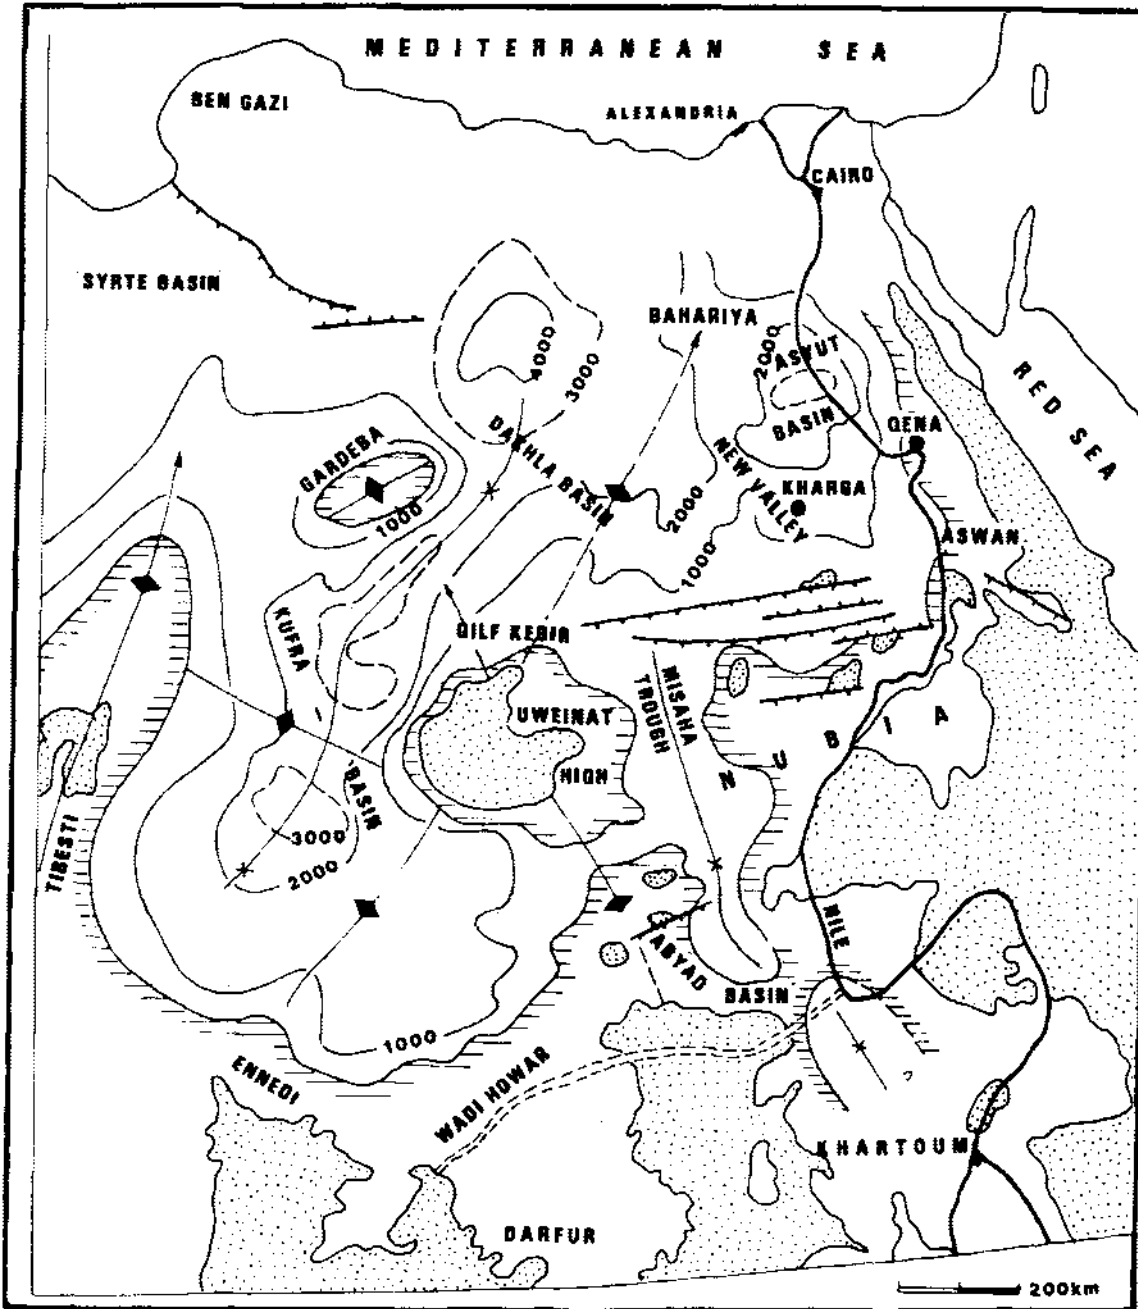 MEDITERRANEAN SEA
BEN GAZI
ALEXANDRIA
CAIRO
SYRTE BASIN
BAHARIYA
4000
3000
2000
ASYUT
BASIN
RED SEA
QENA
GARDEBA
1000
DAKHLA BASIN
NEW VALLEY
KHARGA
2000
1000
ASWAN
KUFRA
BASIN
GILF KEBIR
UWEINAT
HIGH
MISAHA
TROUGH
NUBIA
TIBESTI
3000
2000
NILE
ABYAD
BASIN
1000
ENNEDI
WADI HOWAR
?
KHARTOUM
DARFUR
200km